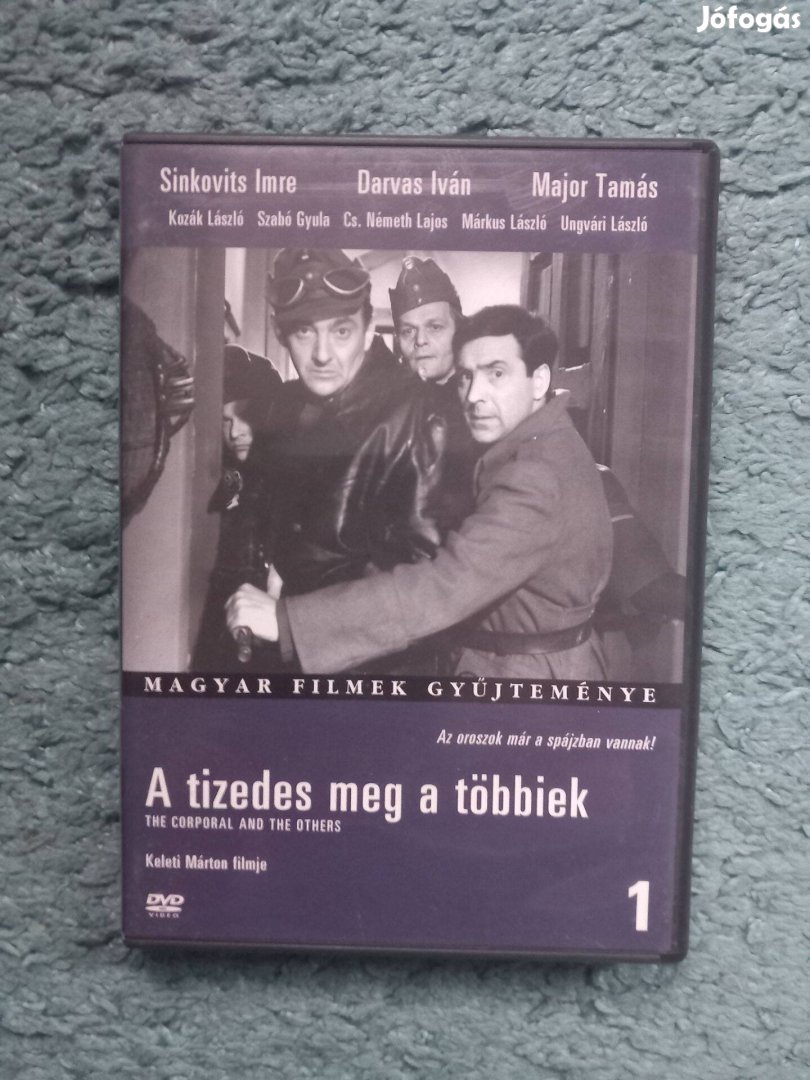 Jófogás
Sinkovits Imre Darvas Iván Major Tamás
Kozák László Szabó Gyula Cs. Németh Lajos Márkus László Ungvári László
MAGYAR FILMEK GYŰJTEMÉNYE
Az oroszok már a spájzban vannak!
A tizedes meg a többiek
THE CORPORAL AND THE OTHERS
Keleti Márton filmje
DVD
VIDEO
1